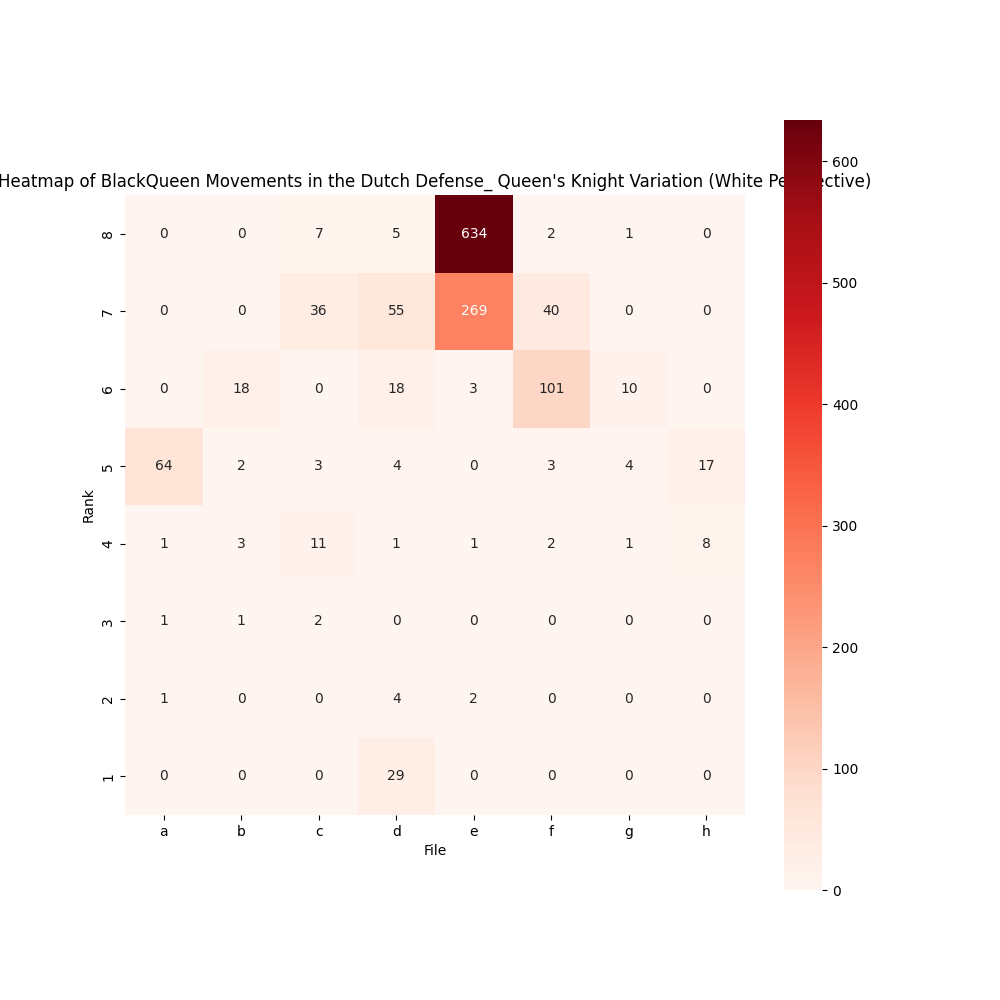 Heatmap of BlackQueen Movements in the Dutch Defense_ Queen's Knight Variation (White Pe ective)
8 0 0 7 5 634 2 1 0
7 0 0 36 55 269 40 0 0
6 0 18 0 18 3 101 10 0
5 64 2 3 4 0 3 4 17
4 1 3 11 1 1 2 1 8
3 1 1 2 0 0 0 0 0
2 1 0 0 4 2 0 0 0
1 0 0 0 29 0 0 0 0
a b c d e f g h
File
Rank
600
500
400
300
200
100
0